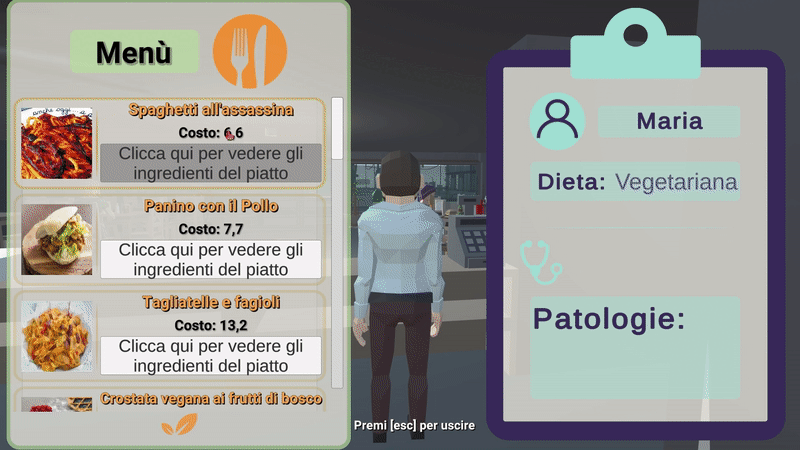 Menù
Spaghetti all'assassina
Costo: 6,6
Clicca qui per vedere gli
ingredienti del piatto
Panino con il Pollo
Costo: 7,7
Clicca qui per vedere gli
ingredienti del piatto
Tagliatelle e fagioli
Costo: 13,2
Clicca qui per vedere gli
ingredienti del piatto
Crostata vegana ai frutti di bosco
Premi [esc] per uscire
Maria
Dieta: Vegetariana
Patologie: